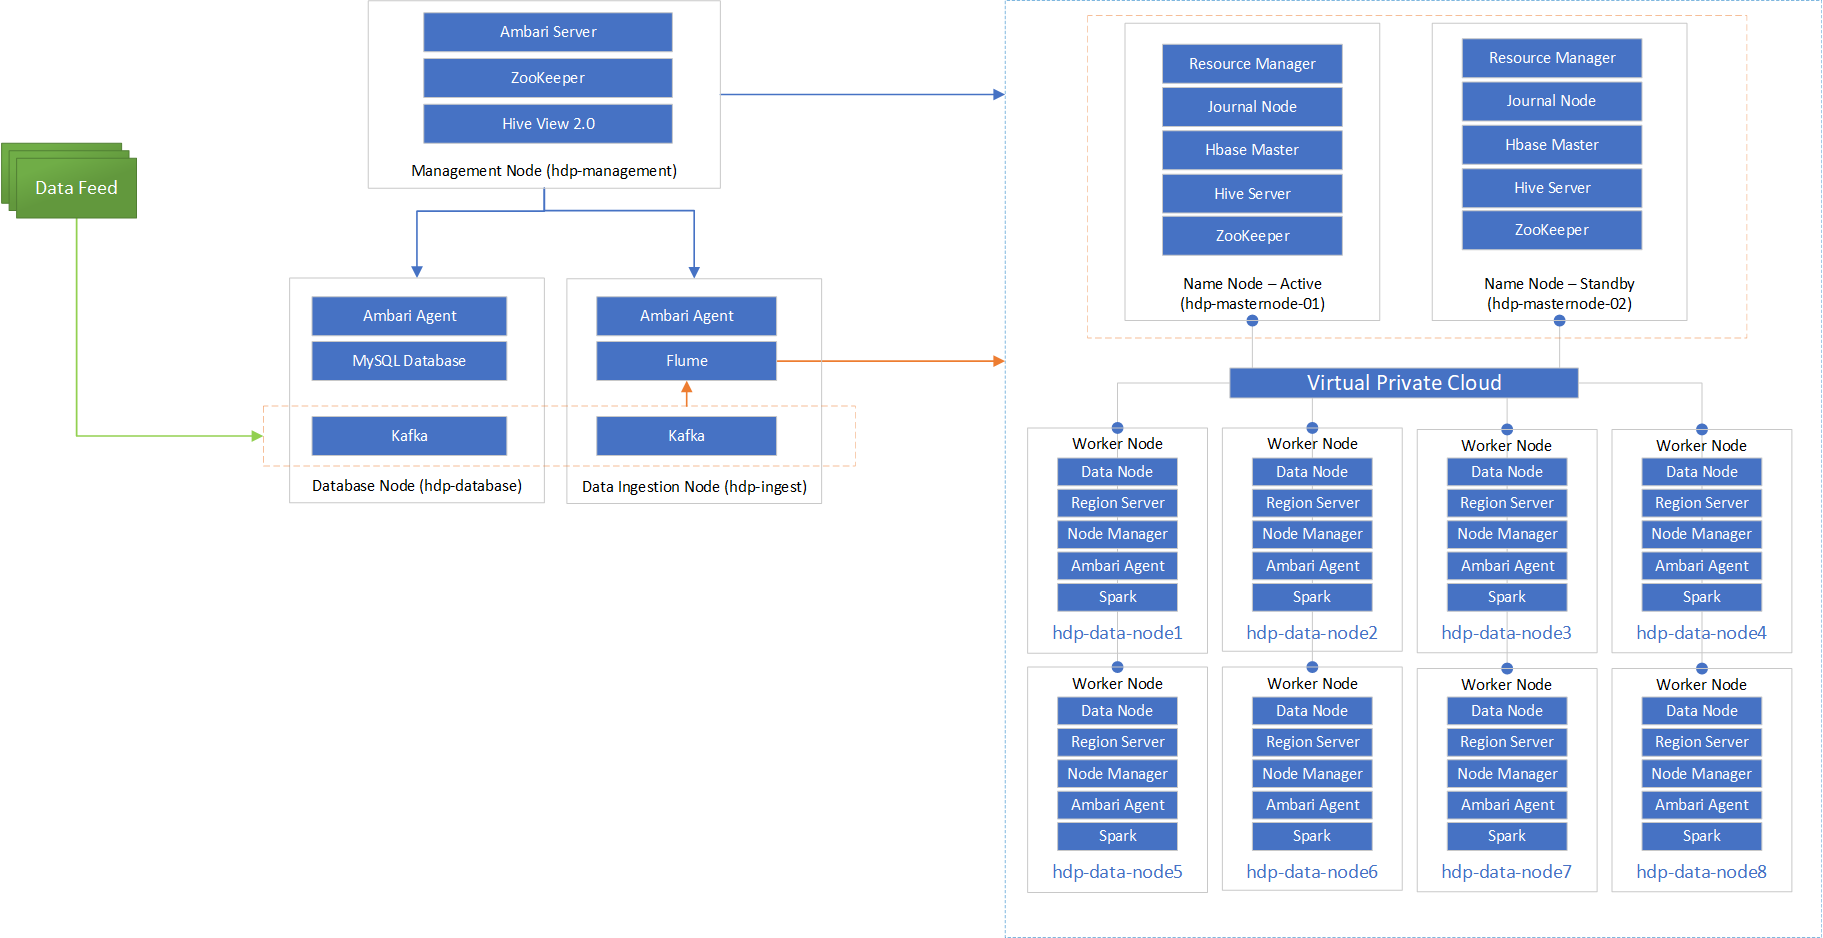 Ambari Server
ZooKeeper
Hive View 2.0
Management Node (hdp-management)
Data Feed
Ambari Agent
MySQL Database
Kafka
Database Node (hdp-database)
Ambari Agent
Flume
Kafka
Data Ingestion Node (hdp-ingest)
Resource Manager
Journal Node
Hbase Master
Hive Server
ZooKeeper
Name Node – Active
(hdp-masternode-01)
Resource Manager
Journal Node
Hbase Master
Hive Server
ZooKeeper
Name Node – Standby
(hdp-masternode-02)
Virtual Private Cloud
Worker Node
Data Node
Region Server
Node Manager
Ambari Agent
Spark
hdp-data-node1
Worker Node
Data Node
Region Server
Node Manager
Ambari Agent
Spark
hdp-data-node2
Worker Node
Data Node
Region Server
Node Manager
Ambari Agent
Spark
hdp-data-node3
Worker Node
Data Node
Region Server
Node Manager
Ambari Agent
Spark
hdp-data-node4
Worker Node
Data Node
Region Server
Node Manager
Ambari Agent
Spark
hdp-data-node5
Worker Node
Data Node
Region Server
Node Manager
Ambari Agent
Spark
hdp-data-node6
Worker Node
Data Node
Region Server
Node Manager
Ambari Agent
Spark
hdp-data-node7
Worker Node
Data Node
Region Server
Node Manager
Ambari Agent
Spark
hdp-data-node8